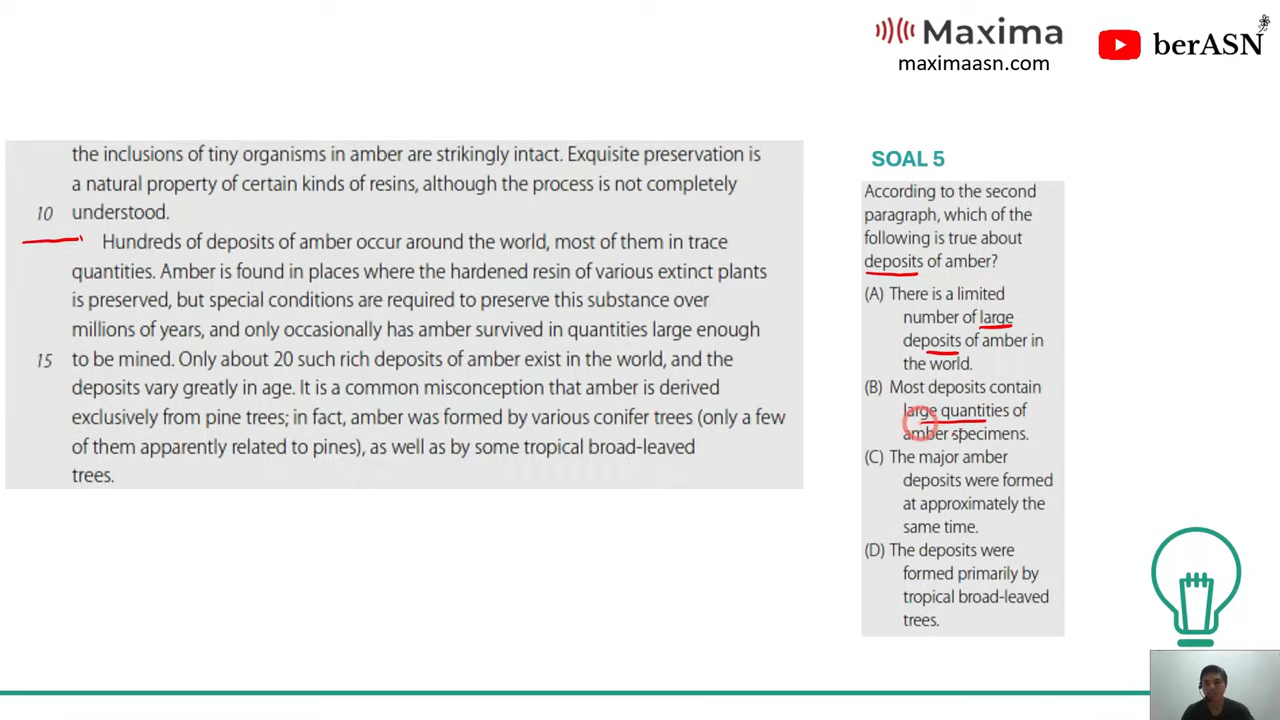 Maxima
maximaasn.com
berASN
the inclusions of tiny organisms in amber are strikingly intact. Exquisite preservation is
a natural property of certain kinds of resins, although the process is not completely
10 understood.
Hundreds of deposits of amber occur around the world, most of them in trace
quantities. Amber is found in places where the hardened resin of various extinct plants
is preserved, but special conditions are required to preserve this substance over
millions of years, and only occasionally has amber survived in quantities large enough
15 to be mined. Only about 20 such rich deposits of amber exist in the world, and the
deposits vary greatly in age. It is a common misconception that amber is derived
exclusively from pine trees; in fact, amber was formed by various conifer trees (only a few
of them apparently related to pines), as well as by some tropical broad-leaved
trees.
SOAL 5
According to the second
paragraph, which of the
following is true about
deposits of amber?
(A) There is a limited
number of large
deposits of amber in
the world.
(B) Most deposits contain
large quantities of
amber specimens.
(C) The major amber
deposits were formed
at approximately the
same time.
(D) The deposits were
formed primarily by
tropical broad-leaved
trees.